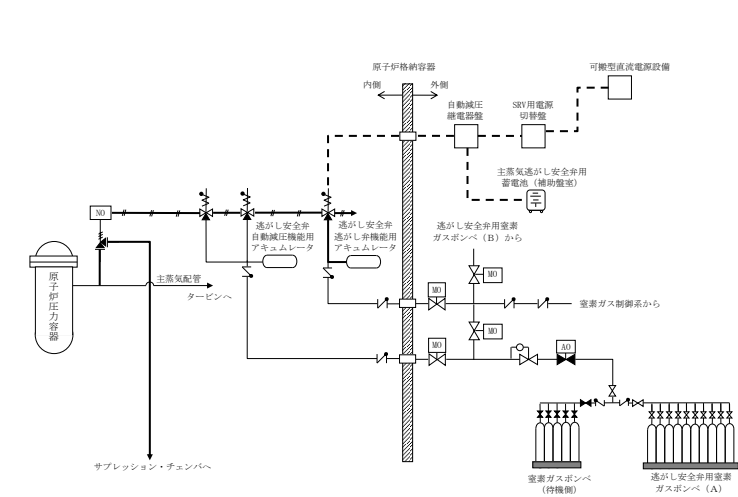 原子炉格納容器
内側
外側
可搬型直流電源設備
自動減圧
継電器盤
SRV用電源
切替盤
主蒸気逃がし安全弁用
蓄電池（補助盤室）
NO
逃がし安全弁
自動減圧機能用
アキュムレータ
逃がし安全弁
逃がし弁機能用
アキュムレータ
逃がし安全弁用窒素
ガスボンベ（B）から
MO
原子炉圧力容器
主蒸気配管
タービンへ
MO
窒素ガス制御系から
MO
MO
AO
サプレッション・チェンバへ
窒素ガスボンベ
（待機側）
逃がし安全弁用窒素
ガスボンベ（A）